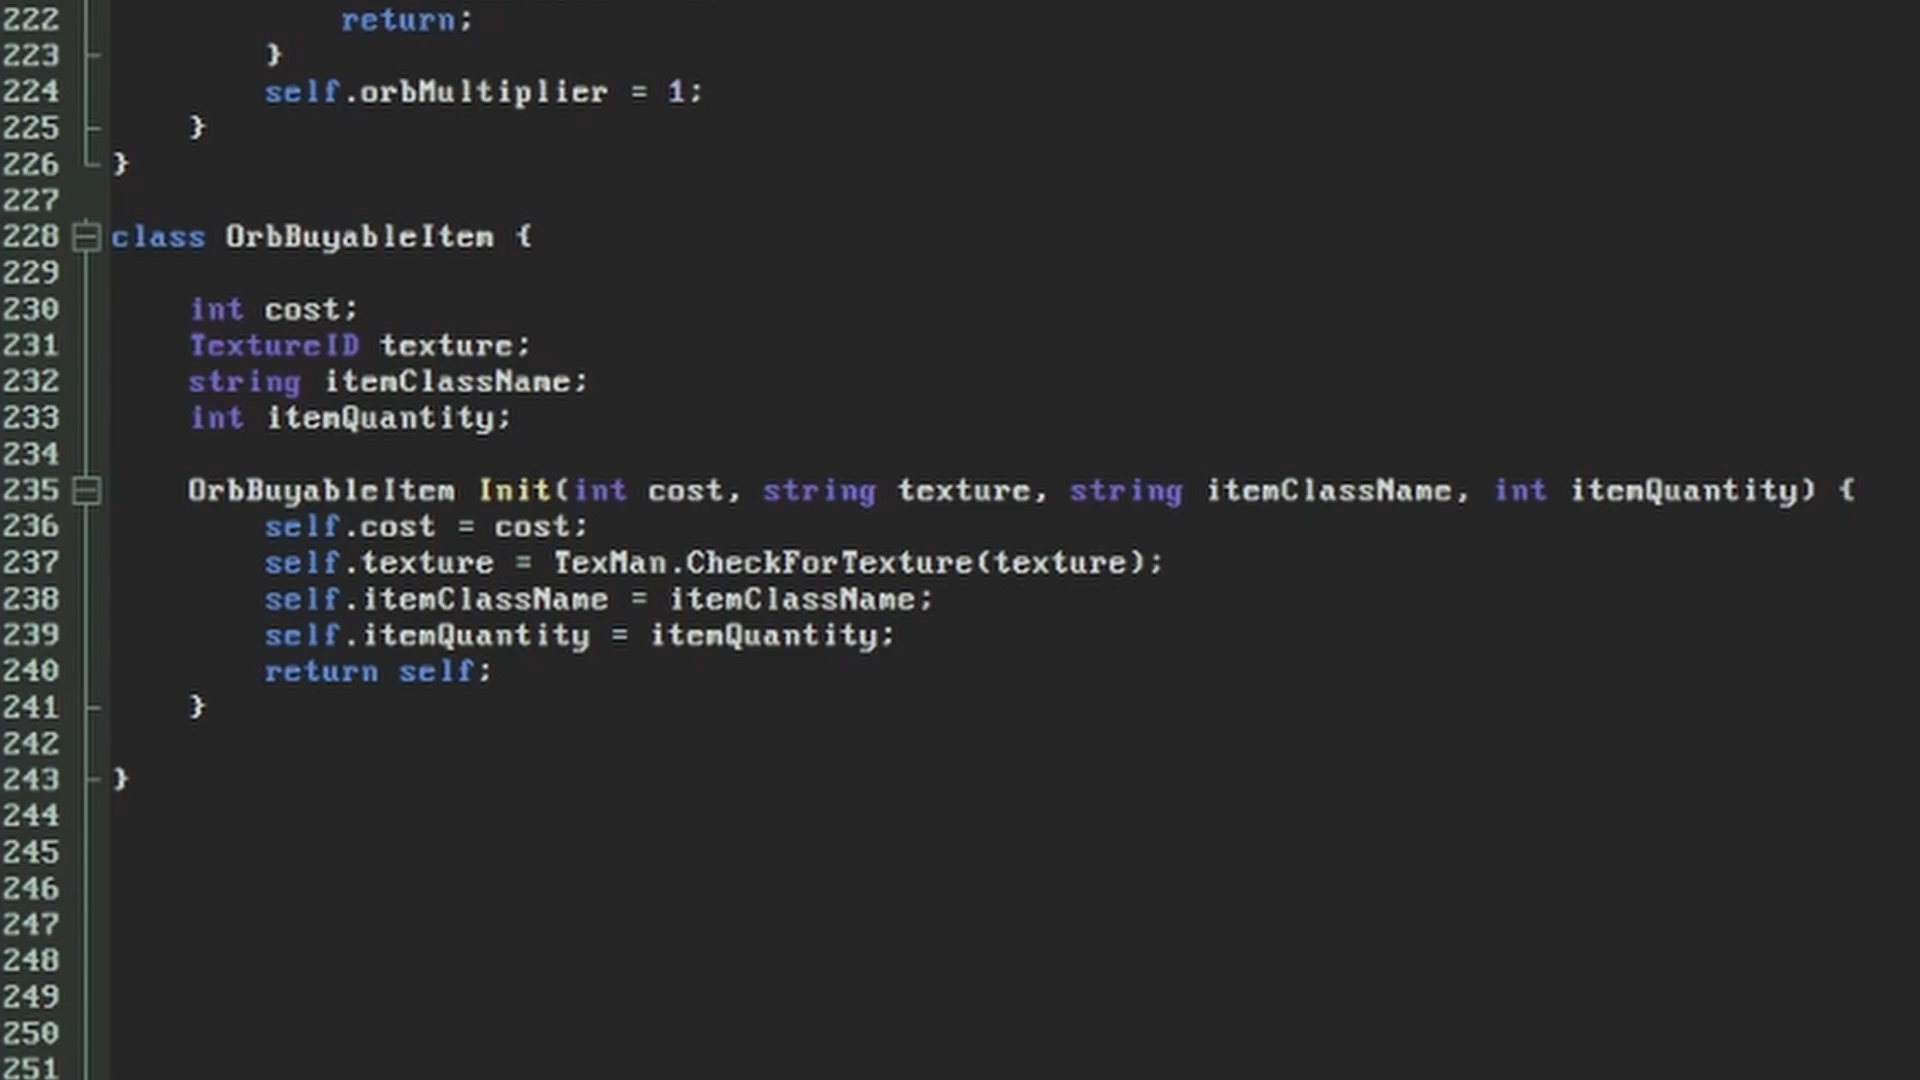 222 return;
223 }
224 self.orbMultiplier = 1;
225 }
226 }
227
228 class OrbBuyableItem {
229
230 int cost;
231 TextureID texture;
232 string itemClassName;
233 int itemQuantity;
234
235 OrbBuyableItem Init(int cost, string texture, string itemClassName, int itemQuantity) {
236 self.cost = cost;
237 self.texture = TexMan.CheckForTexture(texture);
238 self.itemClassName = itemClassName;
239 self.itemQuantity = itemQuantity;
240 return self;
241 }
242
243 }
244
245
246
247
248
249
250
251